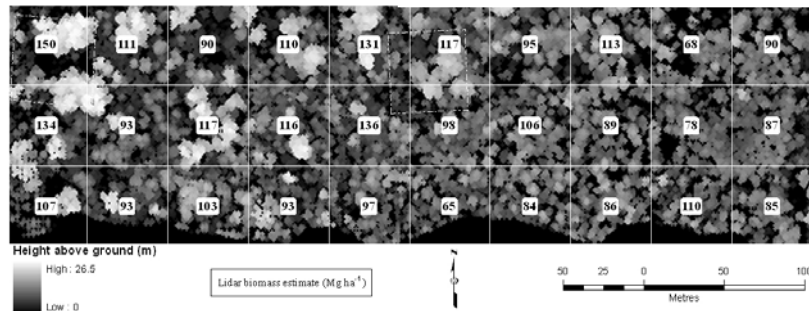 150 111 90 110 131 117 95 113 68 90
134 93 117 116 136 98 106 89 78 87
107 93 103 93 97 65 84 86 110 85
Height above ground (m)
High : 26.5
Low : 0
Lidar biomass estimate (Mg ha⁻¹)
N
50 25 0 50 100
Metres